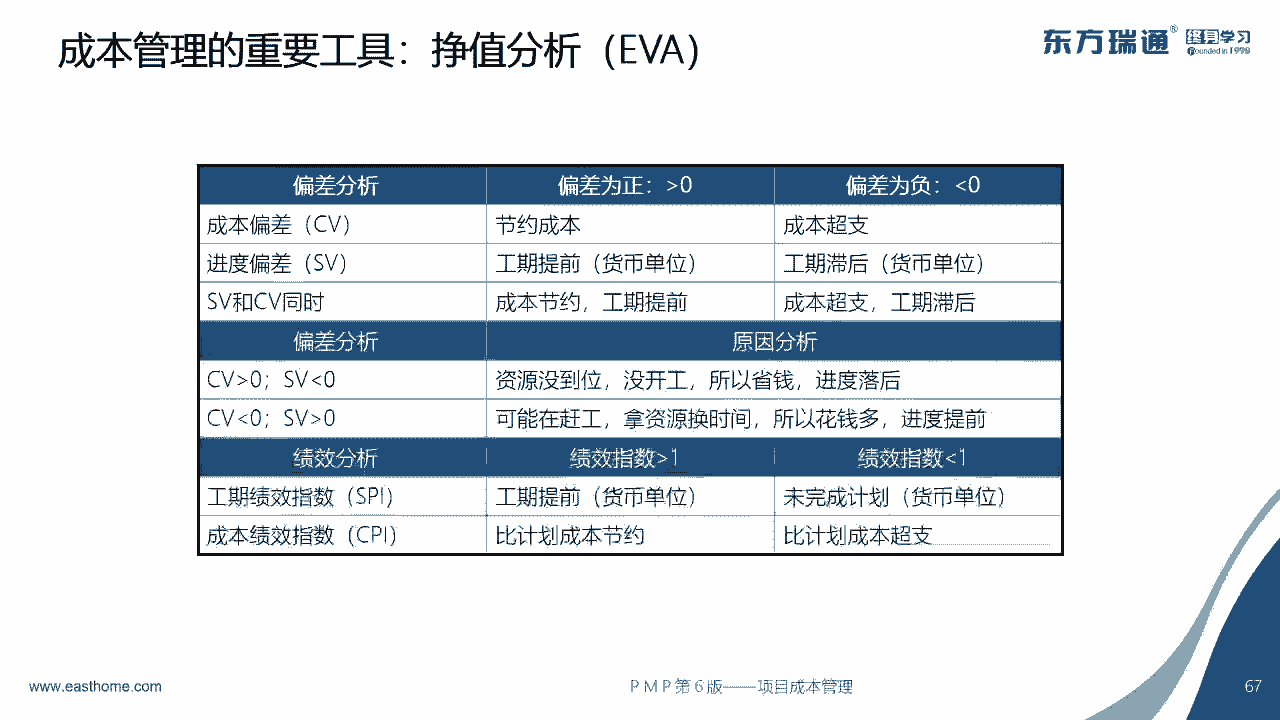 成本管理的重要工具：挣值分析（EVA）
东方瑞通® 终身学习
Founded in 1998
偏差分析 偏差为正：>0 偏差为负：<0
成本偏差（CV） 节约成本 成本超支
进度偏差（SV） 工期提前（货币单位） 工期滞后（货币单位）
SV和CV同时 成本节约，工期提前 成本超支，工期滞后
偏差分析 原因分析
CV>0；SV<0 资源没到位，没开工，所以省钱，进度落后
CV<0；SV>0 可能在赶工，拿资源换时间，所以花钱多，进度提前
绩效分析 绩效指数>1 绩效指数<1
工期绩效指数（SPI） 工期提前（货币单位） 未完成计划（货币单位）
成本绩效指数（CPI） 比计划成本节约 比计划成本超支
www.easthome.com PMP第6版——项目成本管理 67